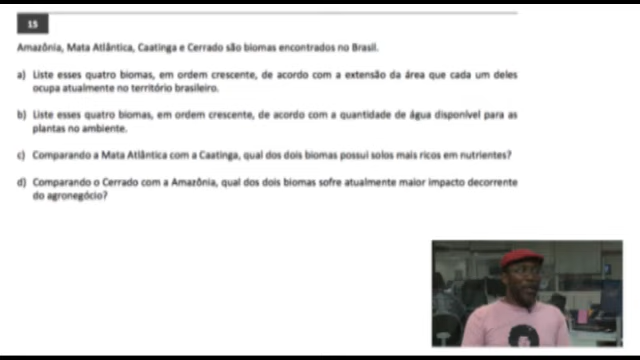 15
Amazônia, Mata Atlântica, Caatinga e Cerrado são biomas encontrados no Brasil.
a) Liste esses quatro biomas, em ordem crescente, de acordo com a extensão da área que cada um deles
ocupa atualmente no território brasileiro.
b) Liste esses quatro biomas, em ordem crescente, de acordo com a quantidade de água disponível para as
plantas no ambiente.
c) Comparando a Mata Atlântica com a Caatinga, qual dos dois biomas possui solos mais ricos em nutrientes?
d) Comparando o Cerrado com a Amazônia, qual dos dois biomas sofre atualmente maior impacto decorrente
do agronegócio?